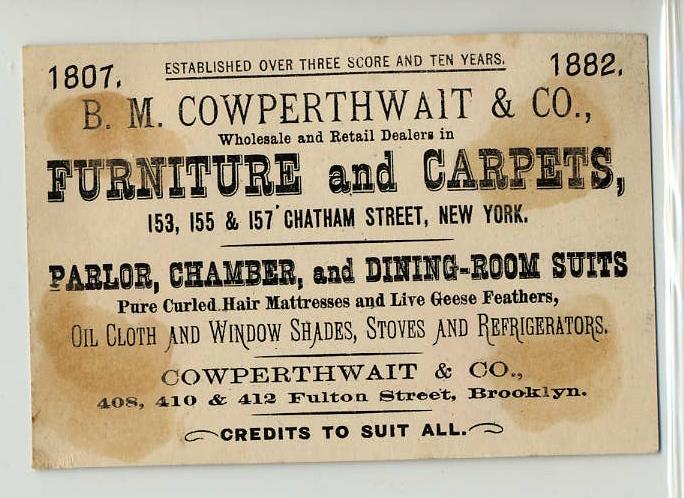 ESTABLISHED OVER THREE SCORE AND TEN YEARS.
1807. 1882.
B. M. COWPERTHWAIT & CO.,
Wholesale and Retail Dealers in
FURNITURE and CARPETS,
153, 155 & 157 CHATHAM STREET, NEW YORK.
PARLOR, CHAMBER, and DINING-ROOM SUITS
Pure Curled Hair Mattresses and Live Geese Feathers,
OIL CLOTH AND WINDOW SHADES, STOVES AND REFRIGERATORS.
COWPERTHWAIT & CO.,
408, 410 & 412 Fulton Street, Brooklyn.
CREDITS TO SUIT ALL.